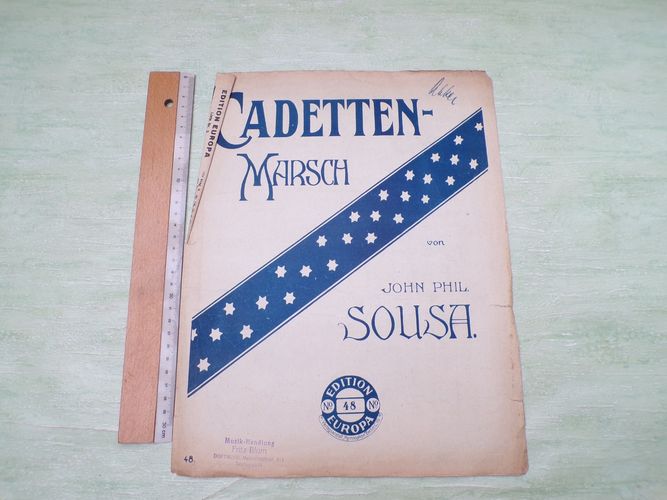 EDITION EUROPA
CADETTEN-
MARSCH
von
JOHN PHIL.
SOUSA.
EDITION
No 48 No
EUROPA
Musik-Handlung
Fritz Blum
48.